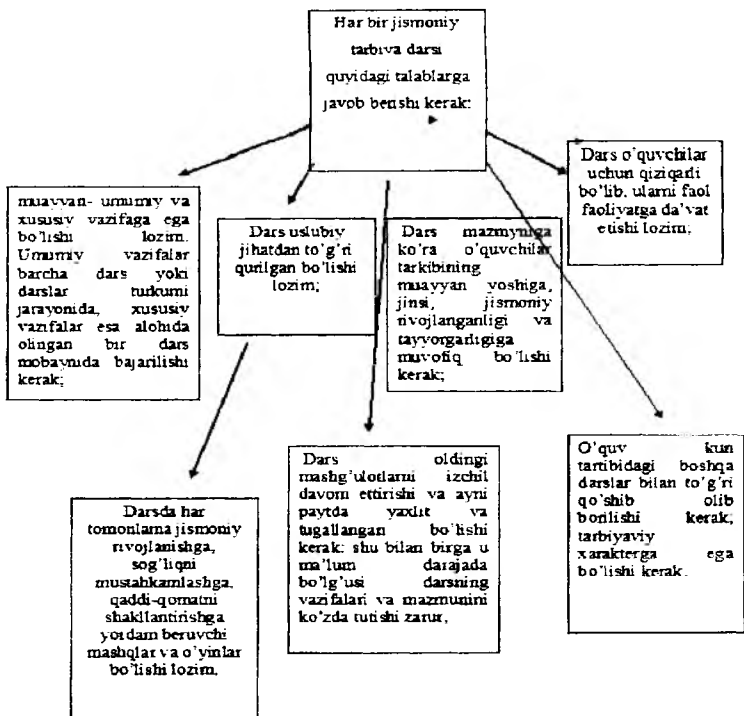 Har bir jismoniy
tarbiya darsi
quyidagi talablarga
javob berishi kerak:
muayyan- umumiy va
xususiy vazifaga ega
bo'lishi lozim.
Umumiy vazifalar
barcha dars yoki
darslar turkumi
jarayonida, xususiy
vazifalar esa alohida
olingan bir dars
mobaynida bajarilishi
kerak;
Dars uslubiy
jihatdan to'g'ri
qurilgan bo'lishi
lozim;
Dars mazmyniga
ko'ra o'quvchilar
tarkibining
muayyan yoshiga,
jinsi, jismoniy
rivojlanganligi va
tayyorgarligiga
muvofiq bo'lishi
kerak;
Dars o'quvchilar
uchun qiziqarli
bo'lib, ularni faol
faoliyatga da'vat
etishi lozim;
Darsda har
tomonlama jismoniy
rivojlanishga,
sog'liqni
mustahkamlashga,
qaddi-qomatni
shakllantirishga
yordam beruvchi
mashqlar va o'yinlar
bo'lishi lozim.
Dars oldingi
mashg'ulotlarni izchil
davom ettirishi va ayni
paytda yaxlit va
tugallangan bo'lishi
kerak: shu bilan birga u
ma'lum darajada
bo'lg'usi darsning
vazifalari va mazmunini
ko'zda tutishi zarur,
O'quv kun
tartibidagi boshqa
darslar bilan to'g'ri
qo'shib olib
borilishi kerak;
tarbiyaviy
xarakterga ega
bo'lishi kerak.